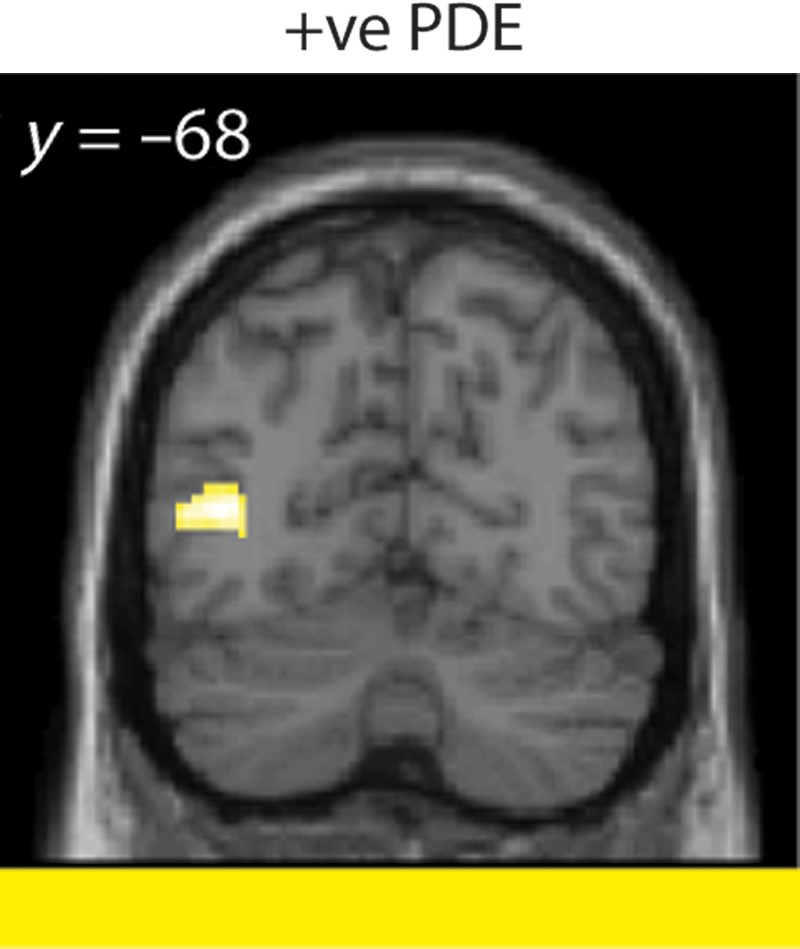 +ve PDE
y = –68